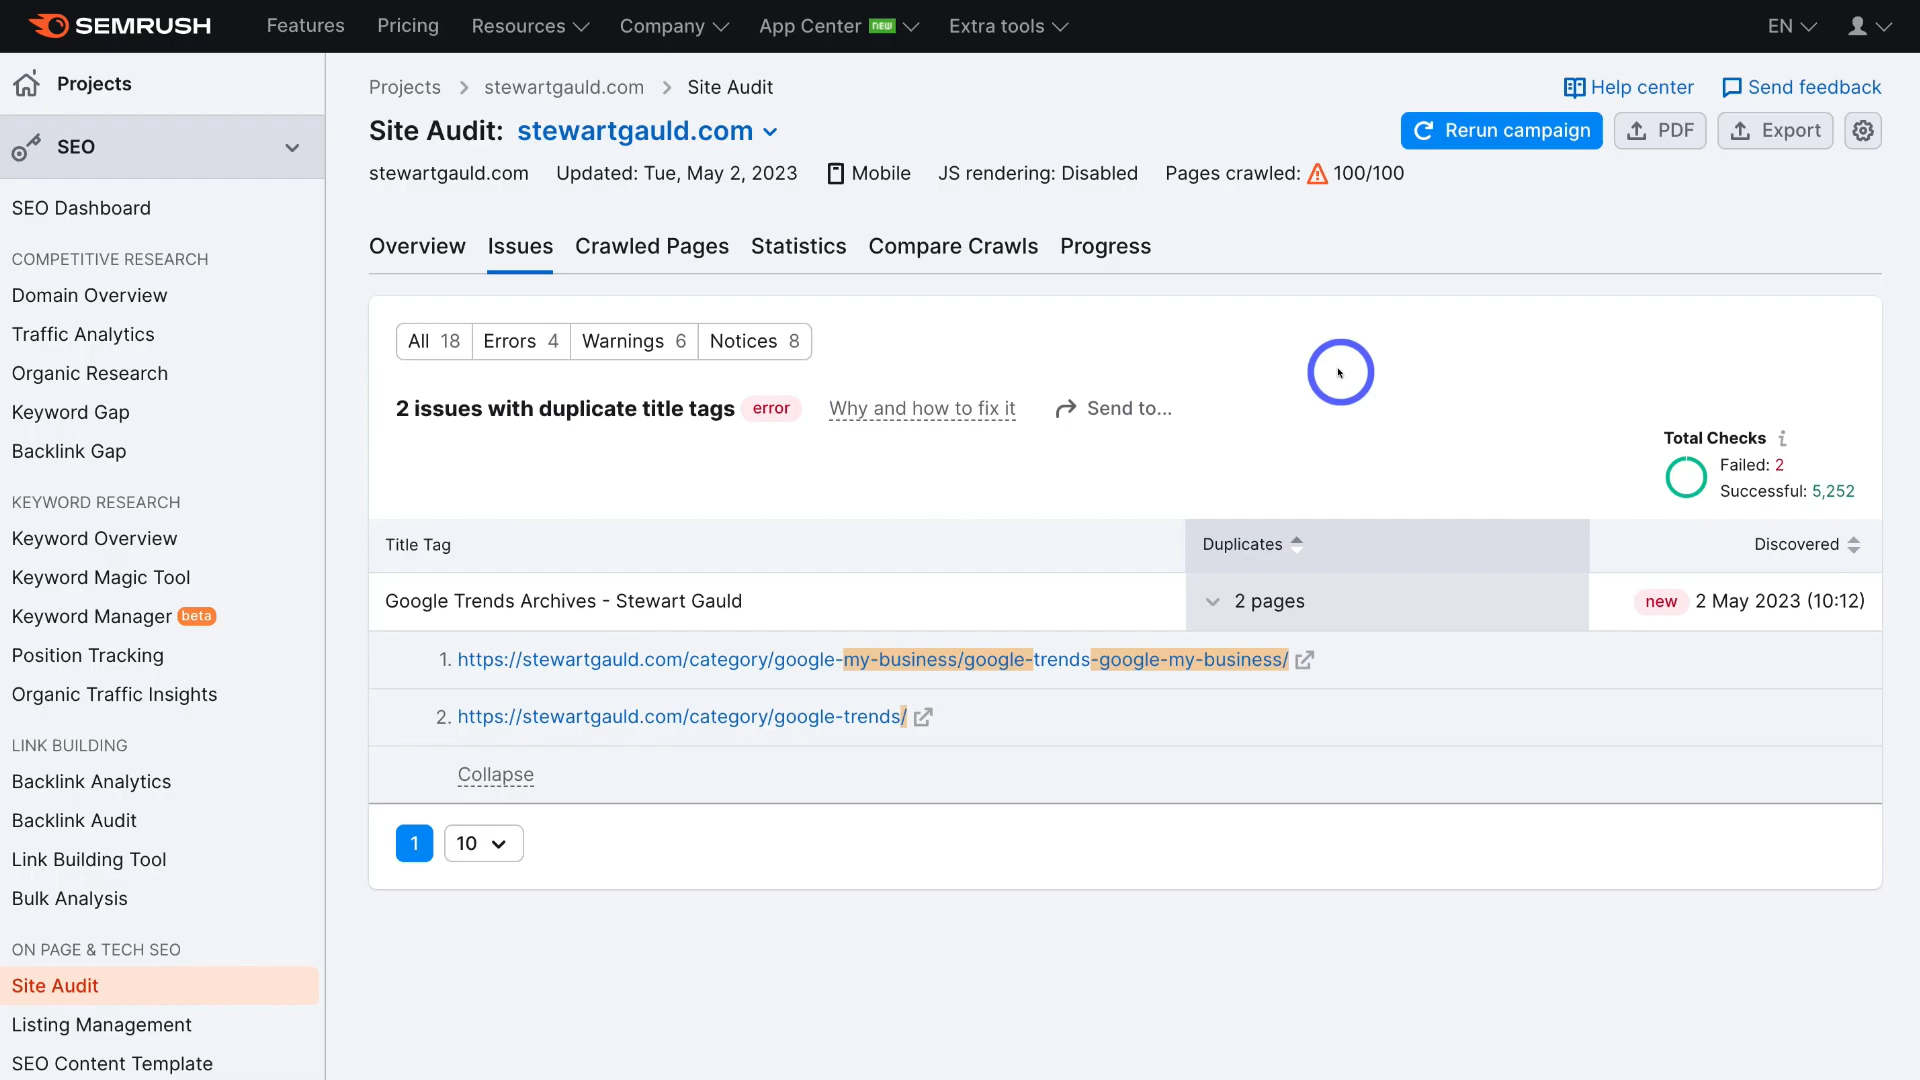 SEMRUSH Features Pricing Resources Company App Center NEW Extra tools EN
Projects
SEO
SEO Dashboard
COMPETITIVE RESEARCH
Domain Overview
Traffic Analytics
Organic Research
Keyword Gap
Backlink Gap
KEYWORD RESEARCH
Keyword Overview
Keyword Magic Tool
Keyword Manager beta
Position Tracking
Organic Traffic Insights
LINK BUILDING
Backlink Analytics
Backlink Audit
Link Building Tool
Bulk Analysis
ON PAGE & TECH SEO
Site Audit
Listing Management
SEO Content Template
Projects stewartgauld.com Site Audit Help center Send feedback
Site Audit: stewartgauld.com Rerun campaign PDF Export
stewartgauld.com Updated: Tue, May 2, 2023 Mobile JS rendering: Disabled Pages crawled: 100/100
Overview Issues Crawled Pages Statistics Compare Crawls Progress
All 18 Errors 4 Warnings 6 Notices 8
2 issues with duplicate title tags error Why and how to fix it Send to...
Total Checks i
Failed: 2
Successful: 5,252
Title Tag Duplicates Discovered
Google Trends Archives - Stewart Gauld 2 pages new 2 May 2023 (10:12)
1. https://stewartgauld.com/category/google-my-business/google-trends-google-my-business/
2. https://stewartgauld.com/category/google-trends/
Collapse
1 10